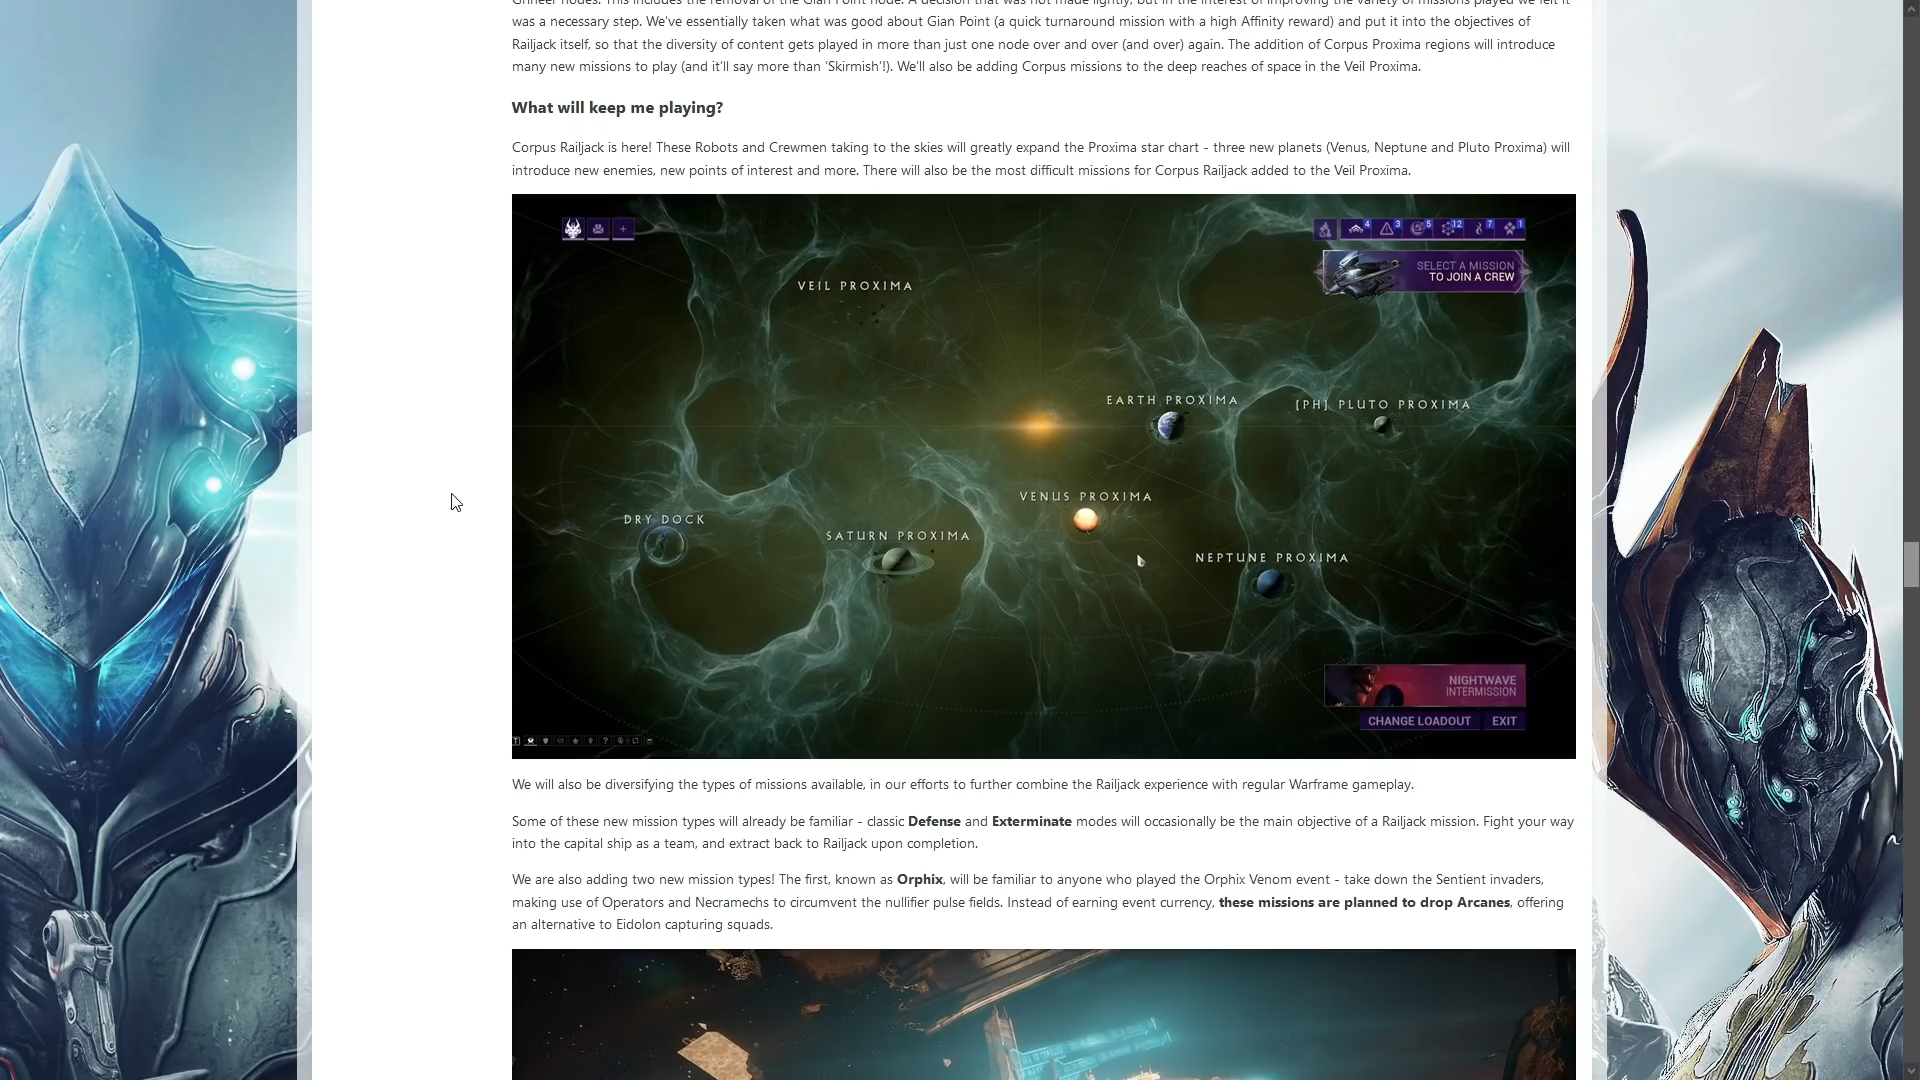 Grineer nodes. This includes the removal of the Gian Point node. A decision that was not made lightly, but in the interest of improving the variety of missions played we felt it
was a necessary step. We've essentially taken what was good about Gian Point (a quick turnaround mission with a high Affinity reward) and put it into the objectives of
Railjack itself, so that the diversity of content gets played in more than just one node over and over (and over) again. The addition of Corpus Proxima regions will introduce
many new missions to play (and it'll say more than 'Skirmish'!). We'll also be adding Corpus missions to the deep reaches of space in the Veil Proxima.
What will keep me playing?
Corpus Railjack is here! These Robots and Crewmen taking to the skies will greatly expand the Proxima star chart - three new planets (Venus, Neptune and Pluto Proxima) will
introduce new enemies, new points of interest and more. There will also be the most difficult missions for Corpus Railjack added to the Veil Proxima.
+
4 3 5 12 7 1
SELECT A MISSION
TO JOIN A CREW
VEIL PROXIMA
EARTH PROXIMA
[PH] PLUTO PROXIMA
VENUS PROXIMA
DRY DOCK
SATURN PROXIMA
NEPTUNE PROXIMA
NIGHTWAVE
INTERMISSION
CHANGE LOADOUT
EXIT
T ?
We will also be diversifying the types of missions available, in our efforts to further combine the Railjack experience with regular Warframe gameplay.
Some of these new mission types will already be familiar - classic Defense and Exterminate modes will occasionally be the main objective of a Railjack mission. Fight your way
into the capital ship as a team, and extract back to Railjack upon completion.
We are also adding two new mission types! The first, known as Orphix, will be familiar to anyone who played the Orphix Venom event - take down the Sentient invaders,
making use of Operators and Necramechs to circumvent the nullifier pulse fields. Instead of earning event currency, these missions are planned to drop Arcanes, offering
an alternative to Eidolon capturing squads.